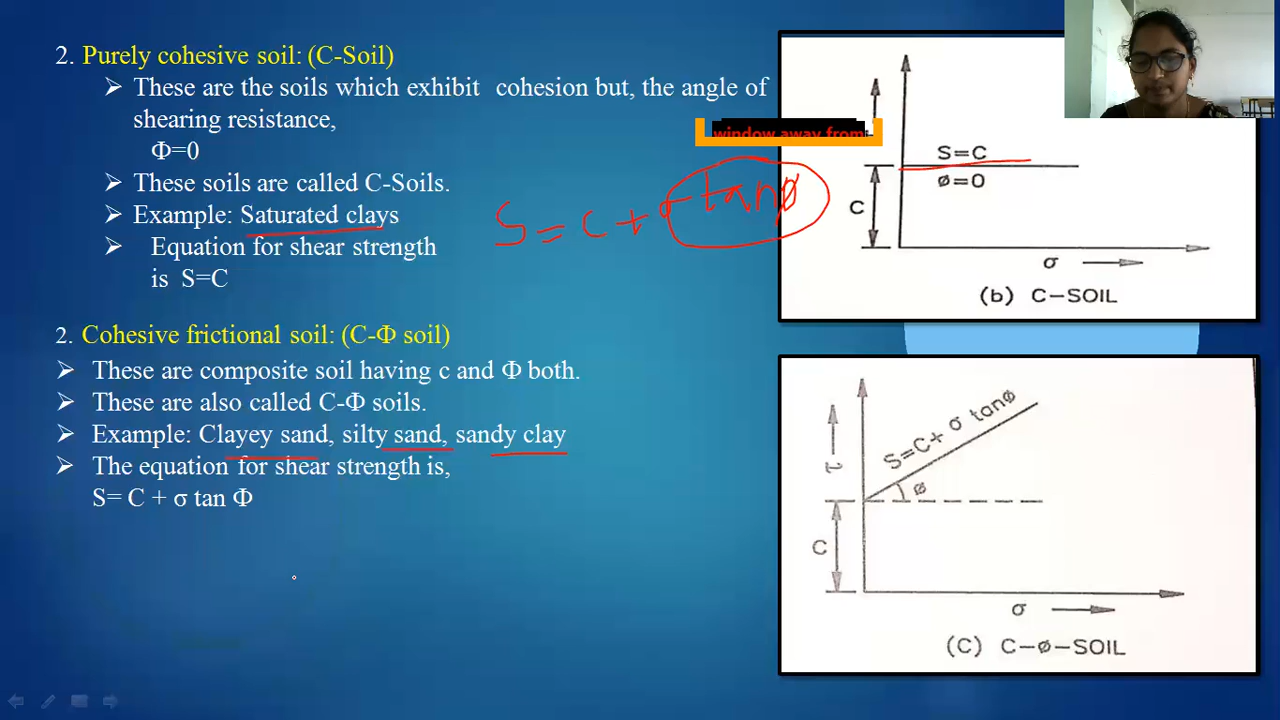 2. Purely cohesive soil: (C-Soil)
➢ These are the soils which exhibit cohesion but, the angle of
shearing resistance,
Φ=0
➢ These soils are called C-Soils.
➢ Example: Saturated clays
➢ Equation for shear strength
is S=C
window away from
S = C + σ tanø
2. Cohesive frictional soil: (C-Φ soil)
➢ These are composite soil having c and Φ both.
➢ These are also called C-Φ soils.
➢ Example: Clayey sand, silty sand, sandy clay
➢ The equation for shear strength is,
S= C + σ tan Φ
S=C
ø=0
C
σ
(b) C-SOIL
S=C+ σ tanø
ø
τ
C
σ
(C) C-ø-SOIL